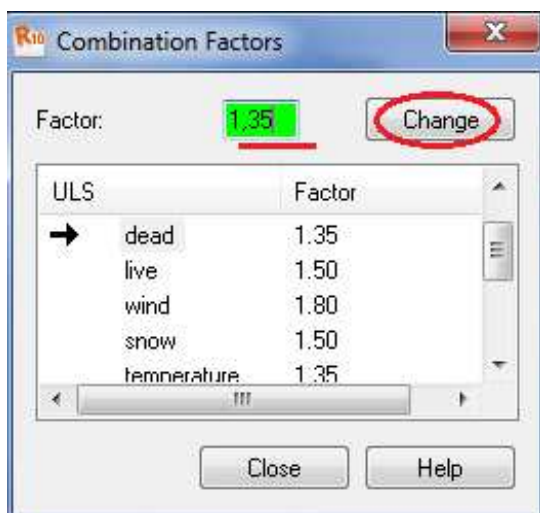 R10 Combination Factors
Factor: 1,35 Change
ULS Factor
dead 1.35
live 1.50
wind 1.80
snow 1.50
temperature 1.35
Close Help